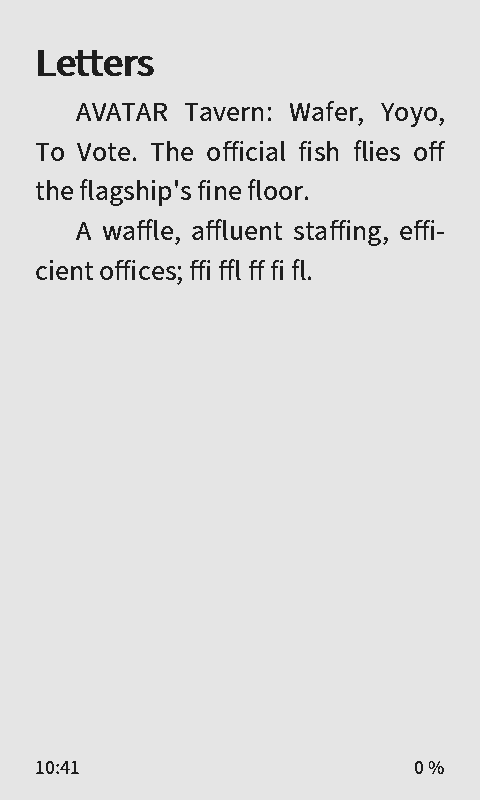 Letters
AVATAR Tavern: Wafer, Yoyo,
To Vote. The official fish flies off
the flagship's fine floor.
A waffle, affluent staffing, effi-
cient offices; ffi ffl ff fi fl.
10:41
0 %